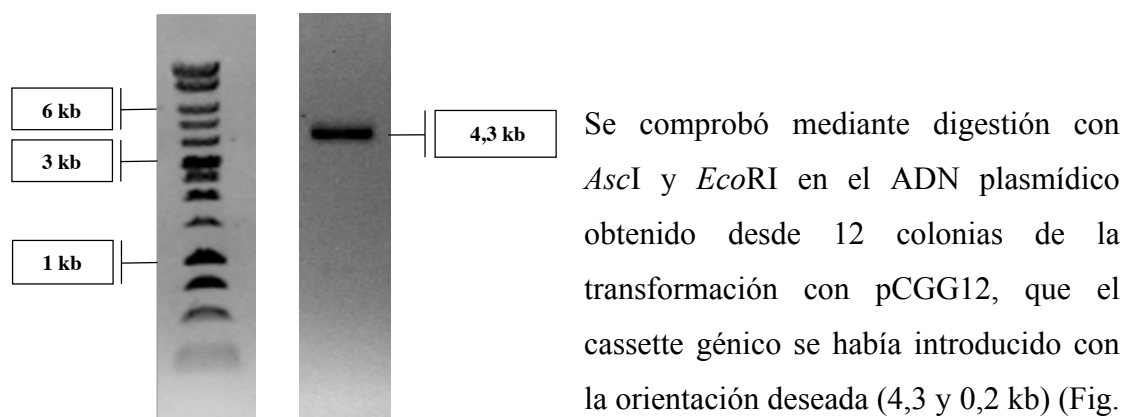 6 kb
3 kb
1 kb
4,3 kb
Se comprobó mediante digestión con
AscI y EcoRI en el ADN plasmídico
obtenido desde 12 colonias de la
transformación con pCGG12, que el
cassette génico se había introducido con
la orientación deseada (4,3 y 0,2 kb) (Fig.